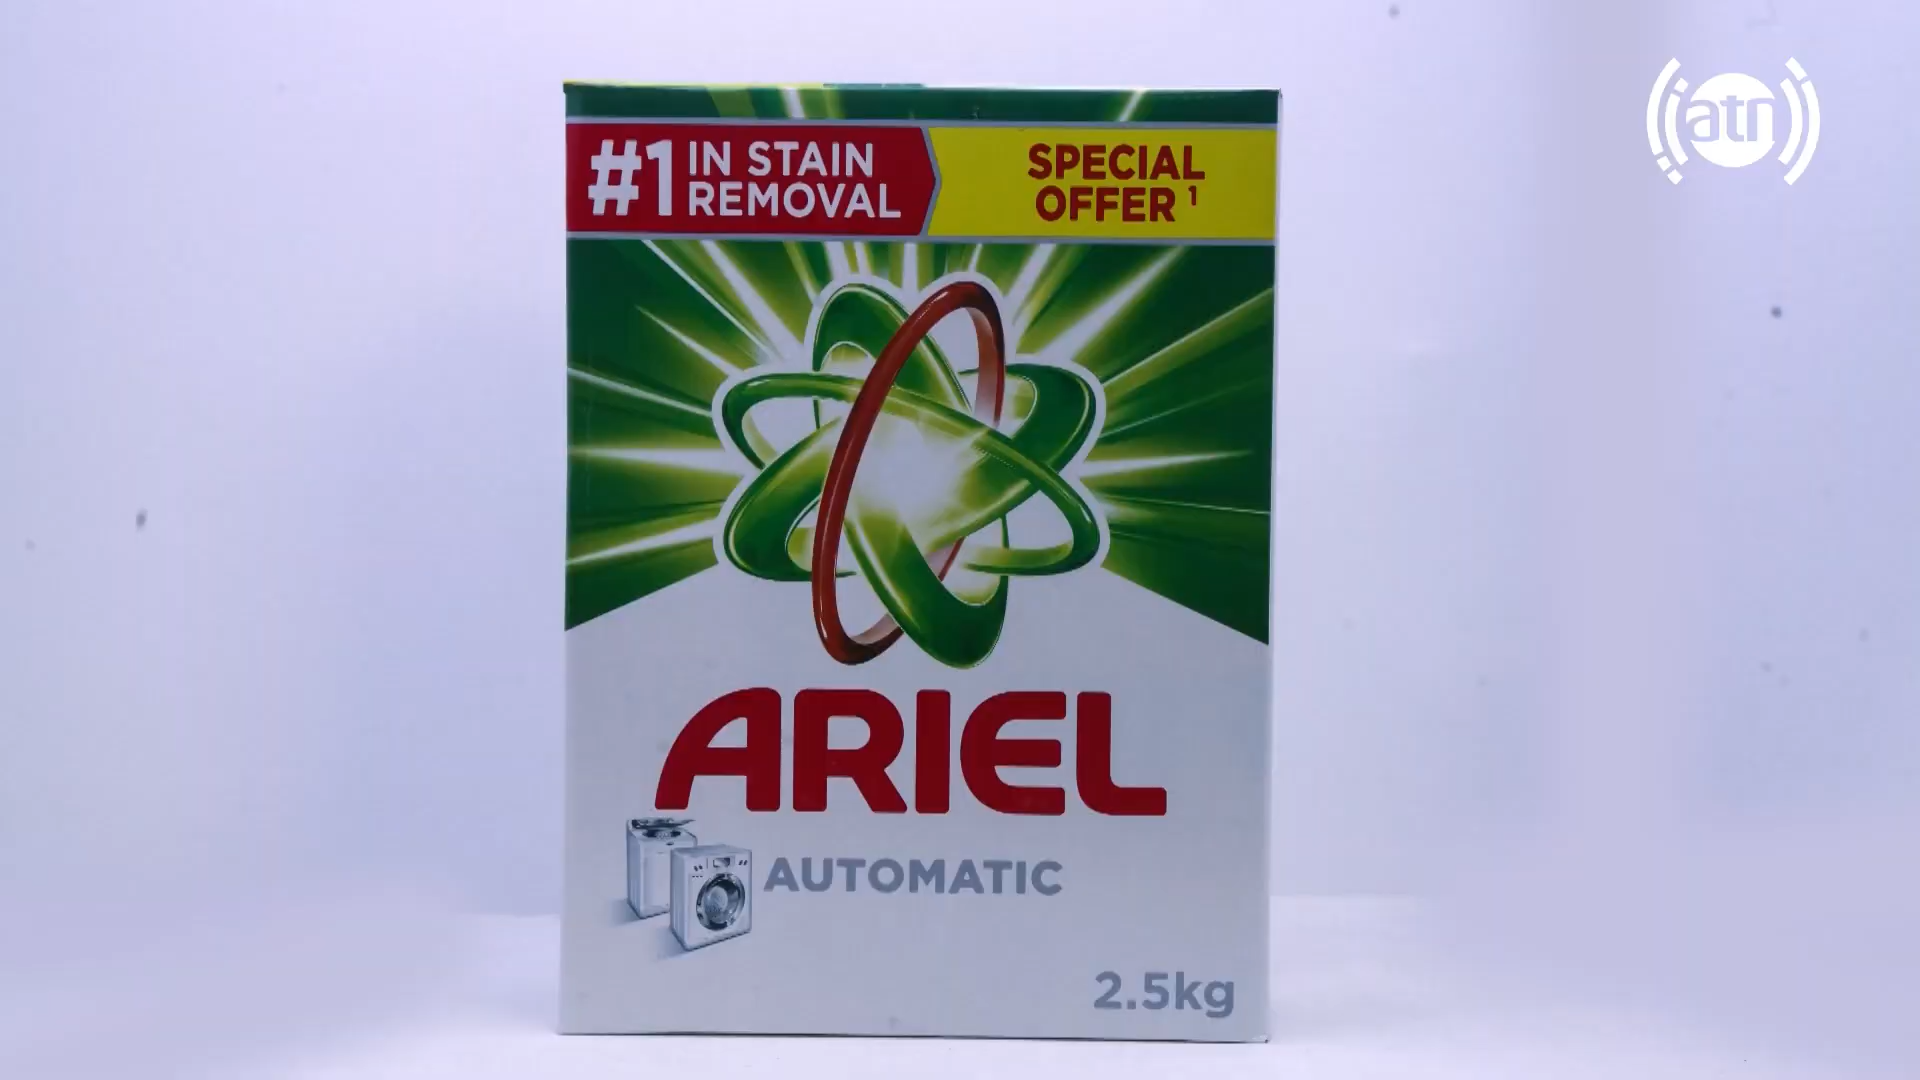 #1 IN STAIN
REMOVAL
SPECIAL
OFFER ¹
ARIEL
AUTOMATIC
2.5kg
atn